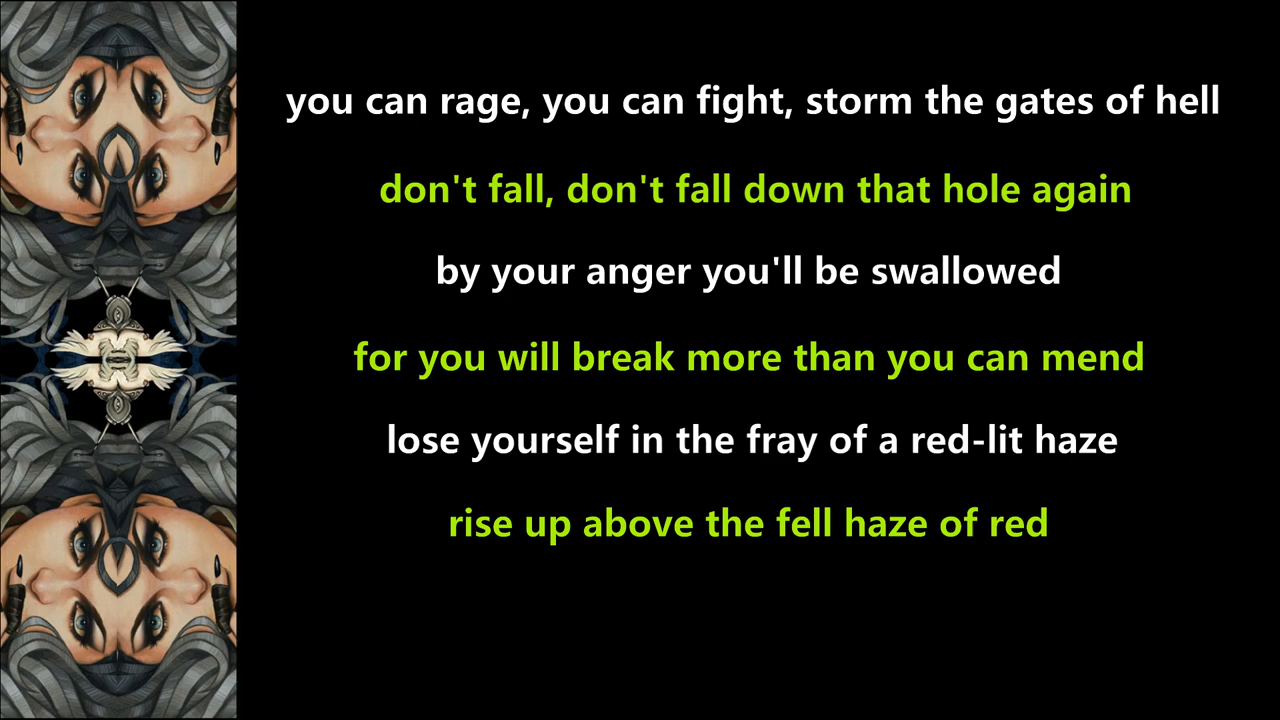 you can rage, you can fight, storm the gates of hell
don't fall, don't fall down that hole again
by your anger you'll be swallowed
for you will break more than you can mend
lose yourself in the fray of a red-lit haze
rise up above the fell haze of red